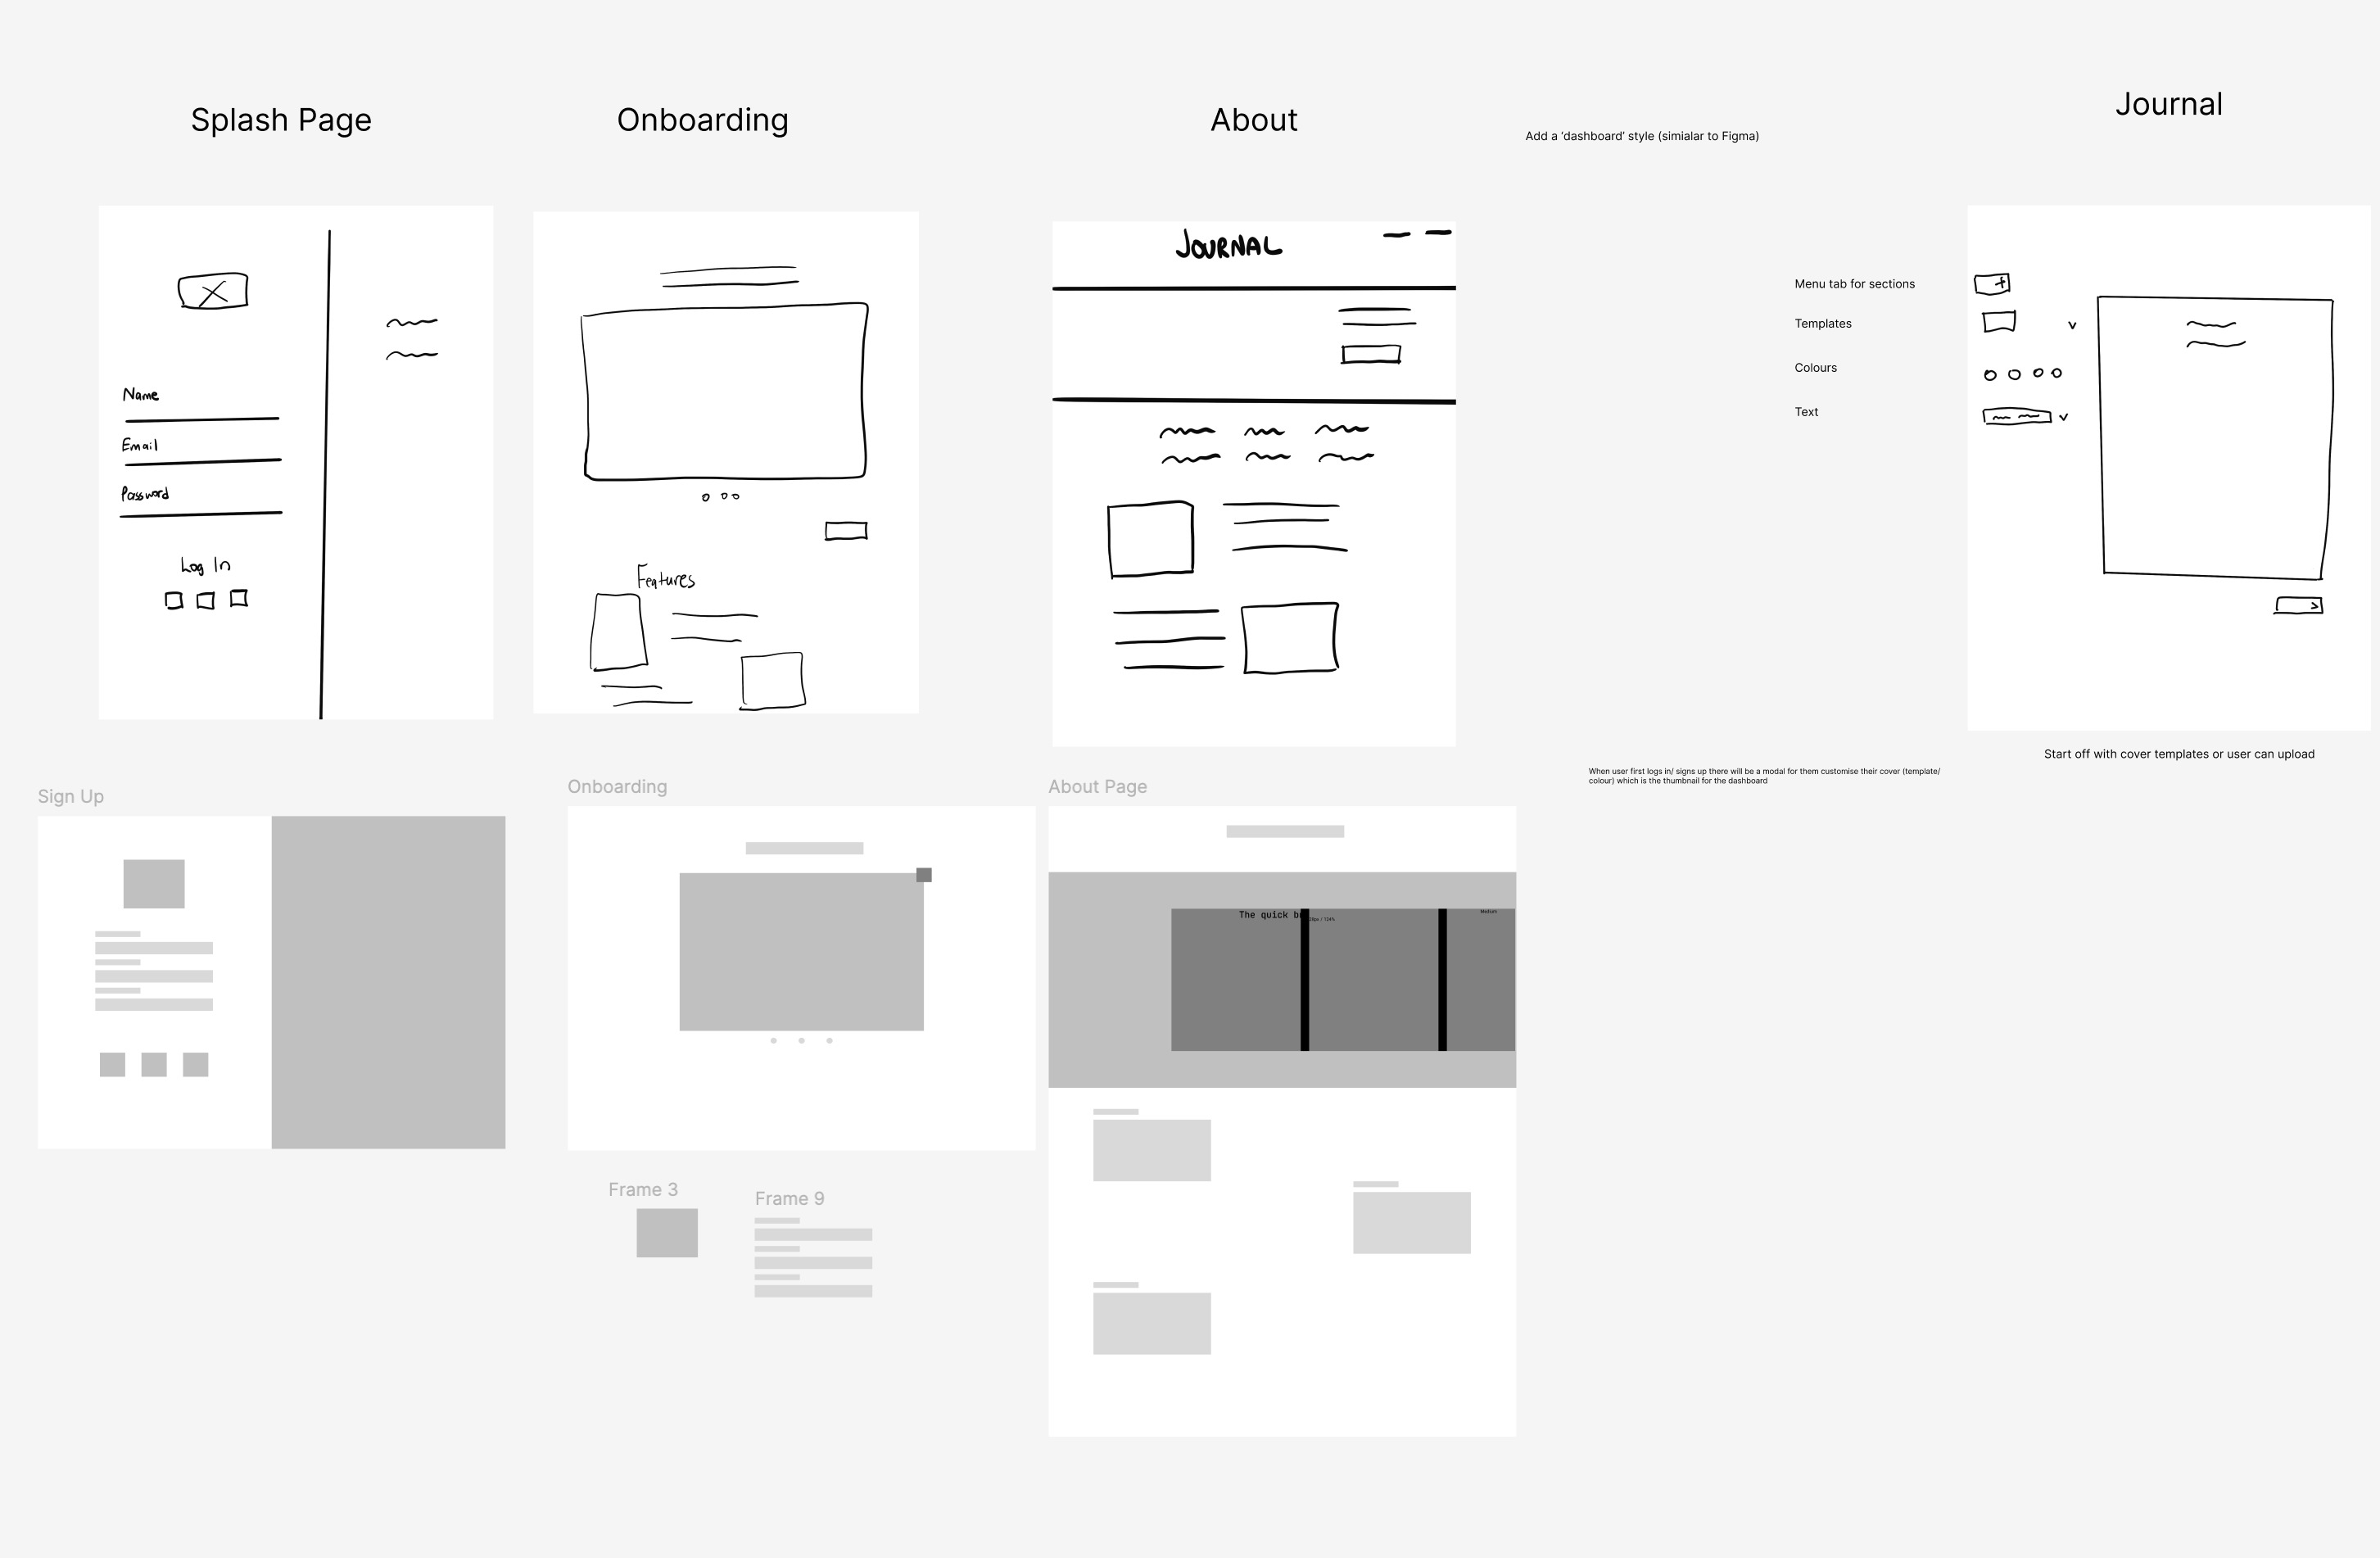 Splash Page
Onboarding
About
Add a ‘dashboard’ style (simialar to Figma)
Journal
Name
Email
Password
Log In
Features
JOURNAL
Menu tab for sections
Templates
Colours
Text
Start off with cover templates or user can upload
When user first logs in/ signs up there will be a modal for them customise their cover (template/
colour) which is the thumbnail for the dashboard
Sign Up
Onboarding
About Page
The quick b
/ 134%
Medium
Frame 3
Frame 9